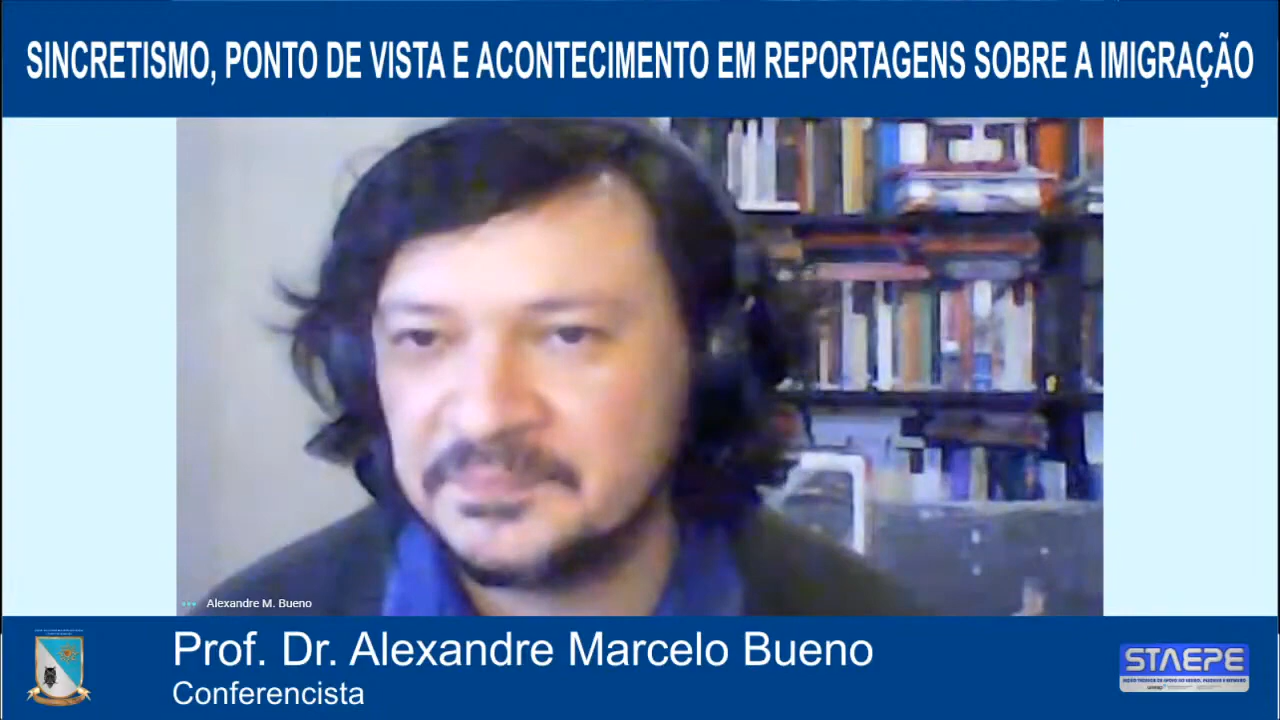 SINCRETISMO, PONTO DE VISTA E ACONTECIMENTO EM REPORTAGENS SOBRE A IMIGRAÇÃO
Alexandre M. Bueno
Prof. Dr. Alexandre Marcelo Bueno
Conferencista
STAEPE